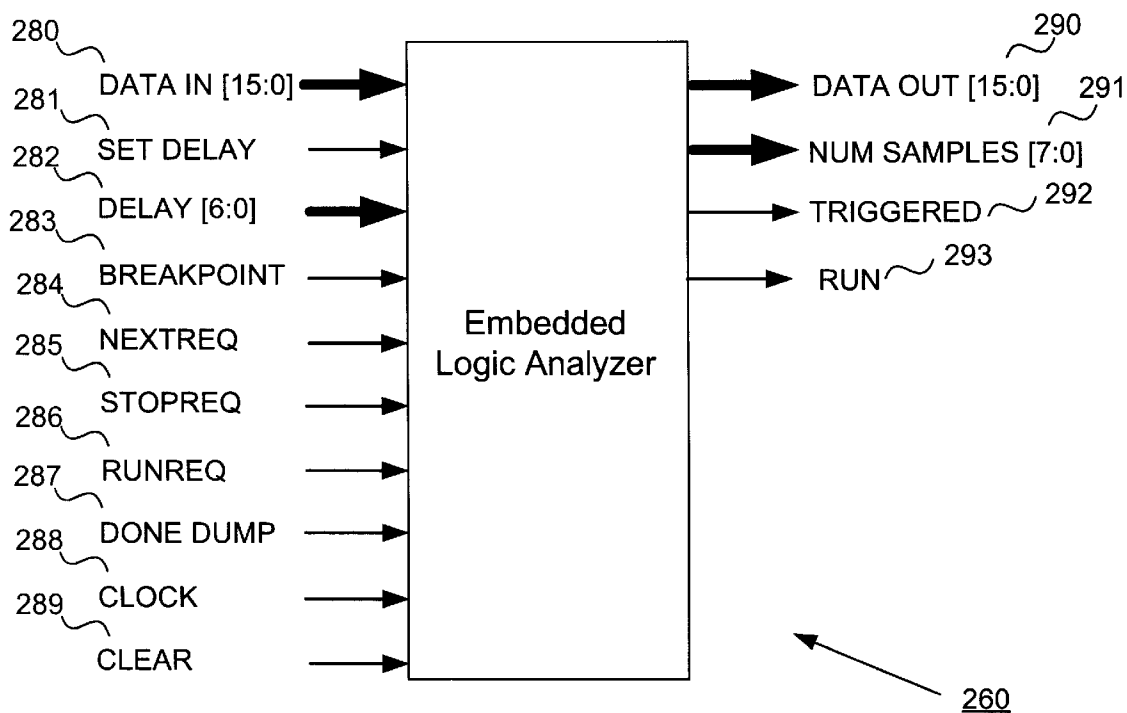 280
DATA IN [15:0]
281
SET DELAY
282
DELAY [6:0]
283
BREAKPOINT
284
NEXTREQ
285
STOPREQ
286
RUNREQ
287
DONE DUMP
288
CLOCK
289
CLEAR
Embedded
Logic Analyzer
290
DATA OUT [15:0]
291
NUM SAMPLES [7:0]
TRIGGERED
292
RUN
293
260